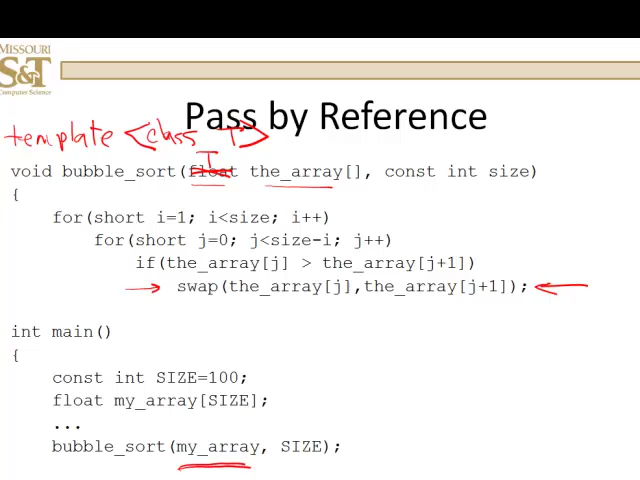 MISSOURI
S&T
Computer Science
Pass by Reference
template <class T>
T
void bubble_sort(float the_array[], const int size)
{
for(short i=1; i<size; i++)
for(short j=0; j<size-i; j++)
if(the_array[j] > the_array[j+1])
swap(the_array[j],the_array[j+1]);
int main()
{
const int SIZE=100;
float my_array[SIZE];
...
bubble_sort(my_array, SIZE);